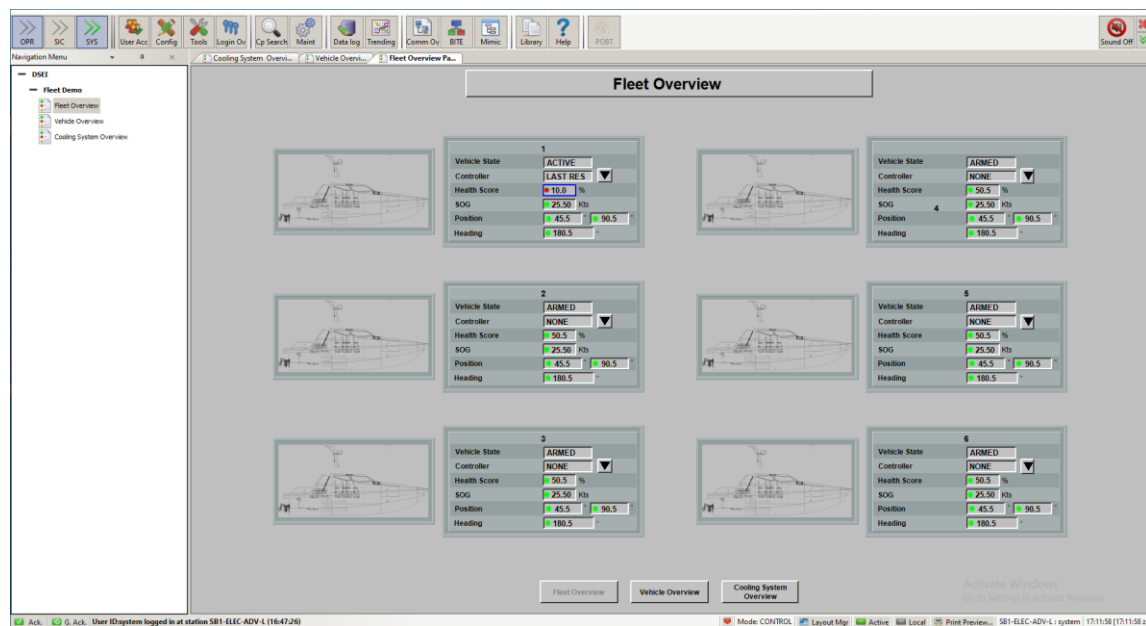 OPR SIC SYS User Acc Config Tools Login Ov Cp Search Maint Data log Trending Comm Ov BITE Mimic Library Help POBT Sound Off
Navigation Menu
Cooling System Overvi... Vehicle Overvi... Fleet Overview Pa...
DSEI
Fleet Demo
Fleet Overview
Vehicle Overview
Cooling System Overview
Fleet Overview
1
Vehicle State ACTIVE
Controller LAST RES
Health Score 10.0 %
SOG 25.50 Kts
Position 45.5 ° 90.5 °
Heading 180.5 °
2
Vehicle State ARMED
Controller NONE
Health Score 50.5 %
SOG 25.50 Kts
Position 45.5 ° 90.5 °
Heading 180.5 °
3
Vehicle State ARMED
Controller NONE
Health Score 50.5 %
SOG 25.50 Kts
Position 45.5 ° 90.5 °
Heading 180.5 °
4
Vehicle State ARMED
Controller NONE
Health Score 50.5 %
SOG 25.50 Kts
Position 45.5 ° 90.5 °
Heading 180.5 °
5
Vehicle State ARMED
Controller NONE
Health Score 50.5 %
SOG 25.50 Kts
Position 45.5 ° 90.5 °
Heading 180.5 °
6
Vehicle State ARMED
Controller NONE
Health Score 50.5 %
SOG 25.50 Kts
Position 45.5 ° 90.5 °
Heading 180.5 °
Fleet Overview Vehicle Overview Cooling System
Overview
Activate Windows
Go to Settings to activate Windows.
Ack. G. Ack. User ID:system logged in at station SB1-ELEC-ADV-L (16:47:26) Mode: CONTROL Layout Mgr Active Local Print Preview... SB1-ELEC-ADV-L : system 17:11:58